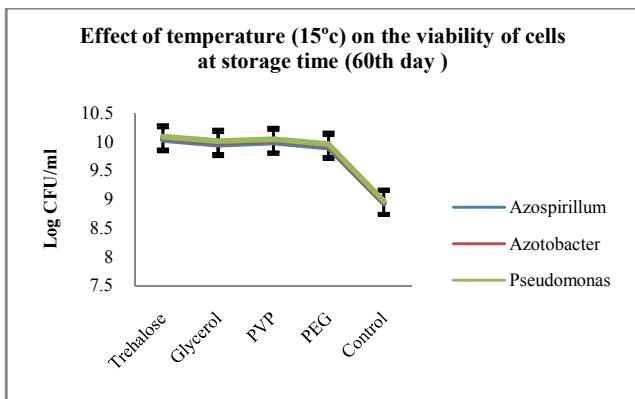 Effect of temperature (15ºc) on the viability of cells
at storage time (60th day )
Log CFU/ml
10.5
10
9.5
9
8.5
8
7.5
Trehalose
Glycerol
PVP
PEG
Control
Azospirillum
Azotobacter
Pseudomonas